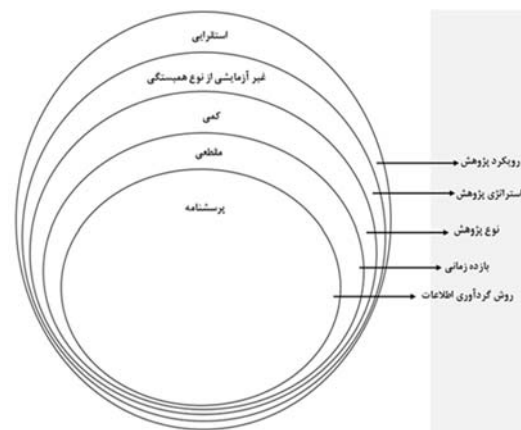 استقرایی
غیر آزمایشی از نوع همبستگی
کمی
مقطعی
پرسشنامه
رویکرد پژوهش
استراتژی پژوهش
نوع پژوهش
بازده زمانی
روش گردآوری اطلاعات